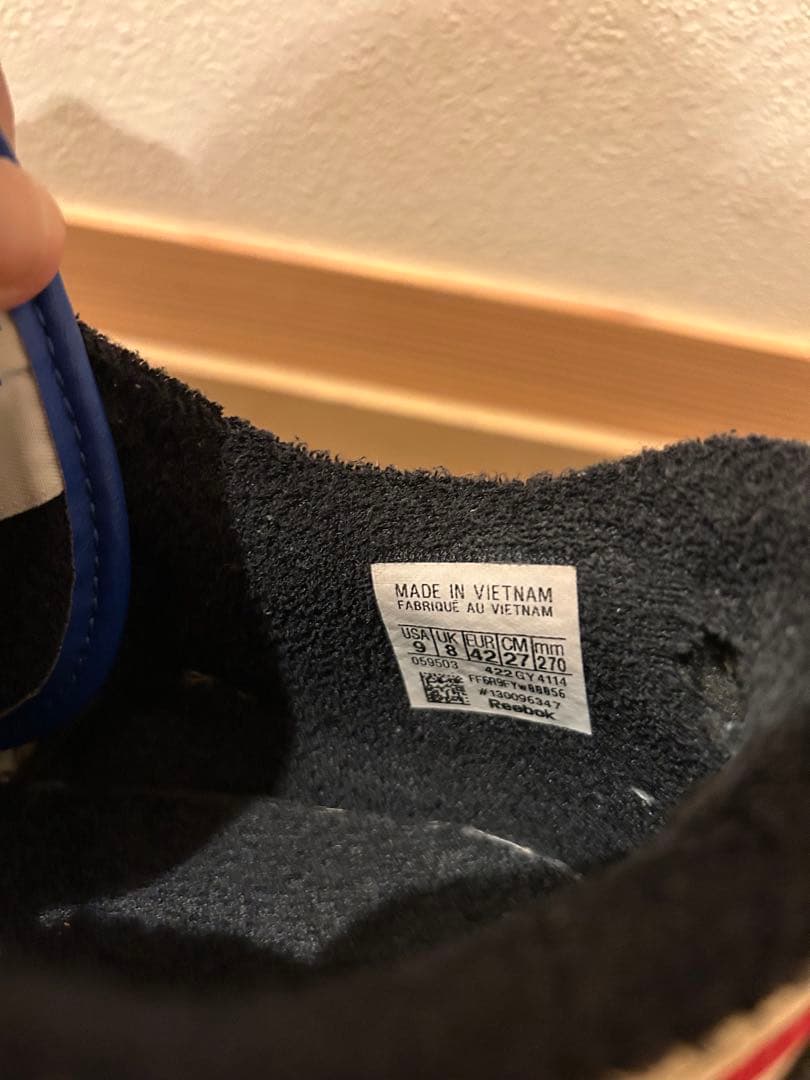 MADE IN VIETNAM
FABRIQUÉ AU VIETNAM
USA UK EUR CM mm
9 8 42 27 270
059503 422 GY4114
FF6R9FYW88856
#130096347
Reebok